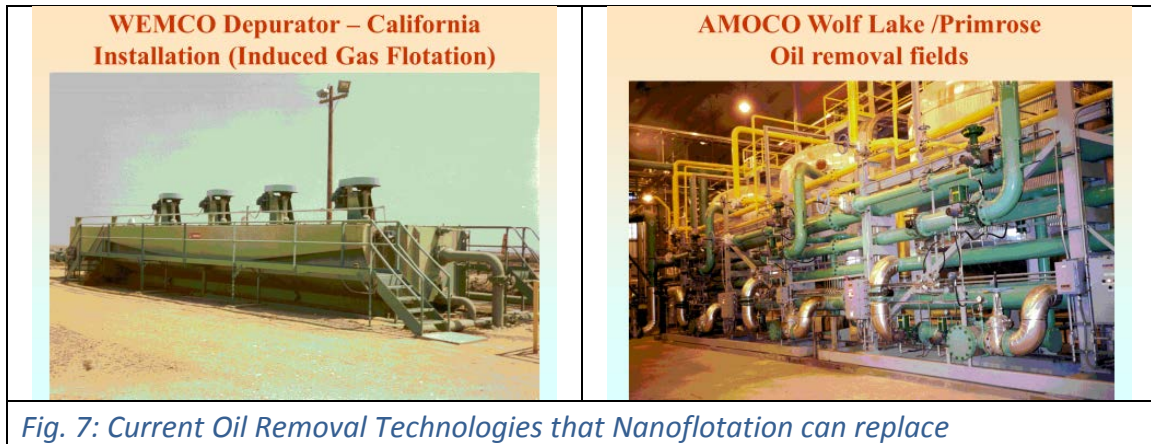 WEMCO Depurator – California
Installation (Induced Gas Flotation)
AMOCO Wolf Lake /Primrose
Oil removal fields
Fig. 7: Current Oil Removal Technologies that Nanoflotation can replace